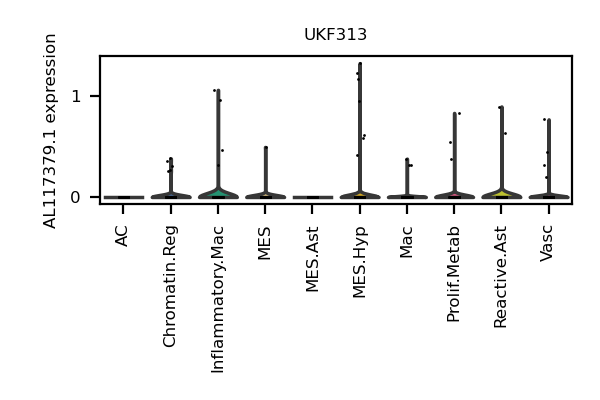 UKF313
AL117379.1 expression
1
0
AC
Chromatin.Reg
Inflammatory.Mac
MES
MES.Ast
MES.Hyp
Mac
Prolif.Metab
Reactive.Ast
Vasc